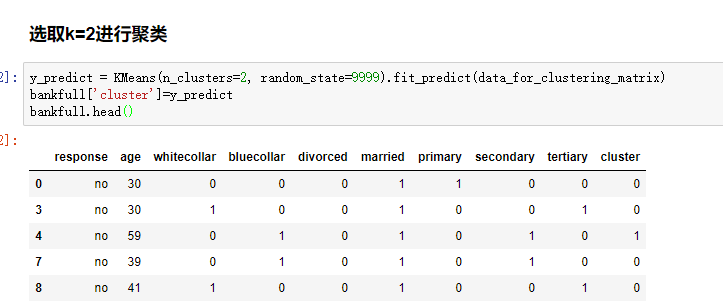 选取k=2进行聚类
2]: y_predict = KMeans(n_clusters=2, random_state=9999).fit_predict(data_for_clustering_matrix)
bankfull['cluster']=y_predict
bankfull.head()
2]:
response age whitecollar bluecollar divorced married primary secondary tertiary cluster
0 no 30 0 0 0 1 1 0 0 0
3 no 30 1 0 0 1 0 0 1 0
4 no 59 0 1 0 1 0 1 0 1
7 no 39 0 1 0 1 0 1 0 0
8 no 41 1 0 0 1 0 0 1 0